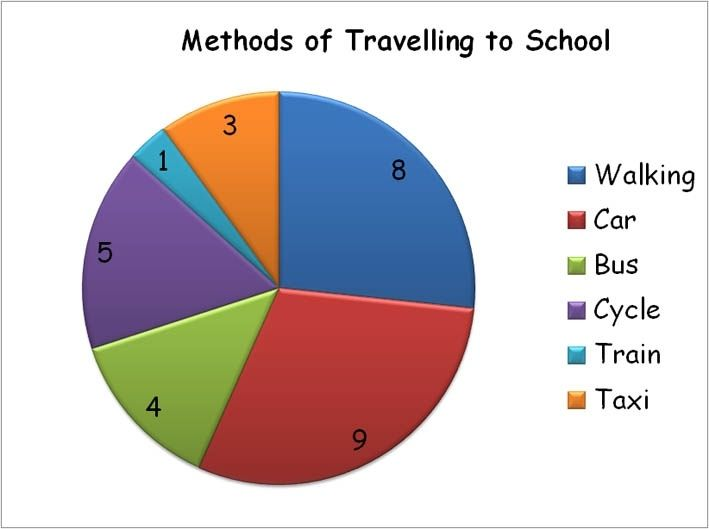 Methods of Travelling to School
3
8
1
5
4
9
Walking
Car
Bus
Cycle
Train
Taxi